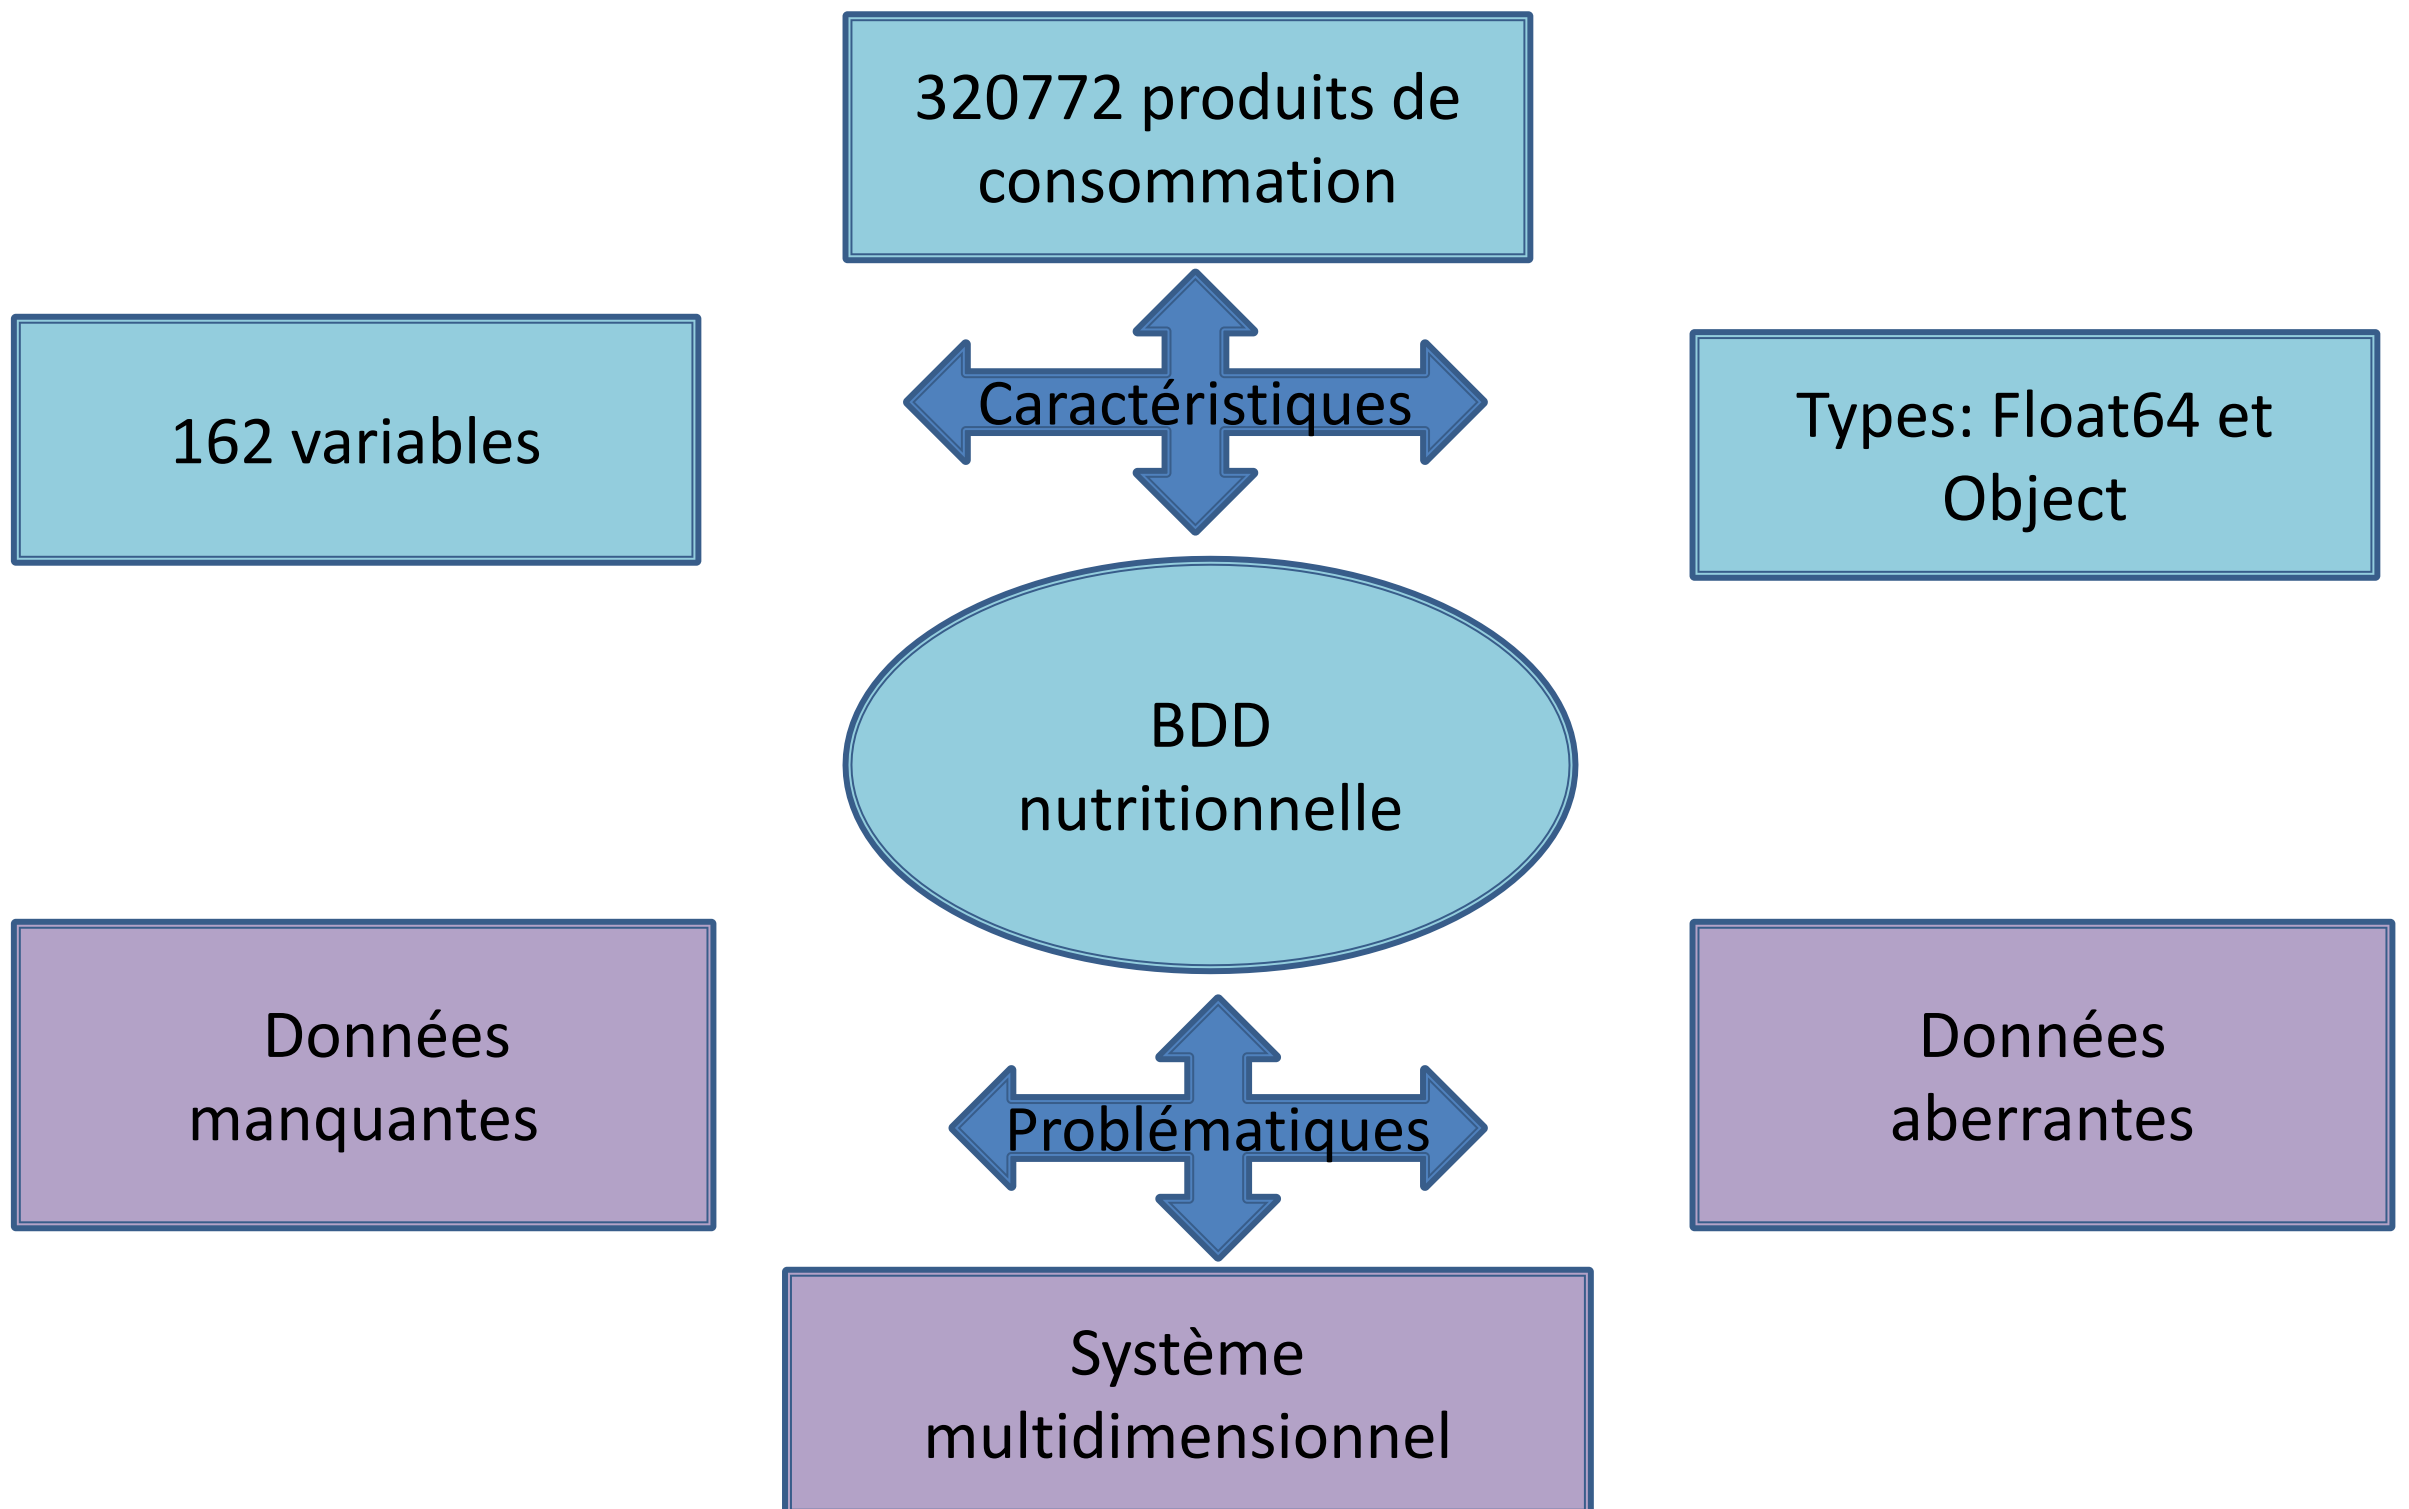 320772 produits de
consommation
162 variables
Caractéristiques
Types: Float64 et
Object
BDD
nutritionnelle
Données
manquantes
Problématiques
Données
aberrantes
Système
multidimensionnel